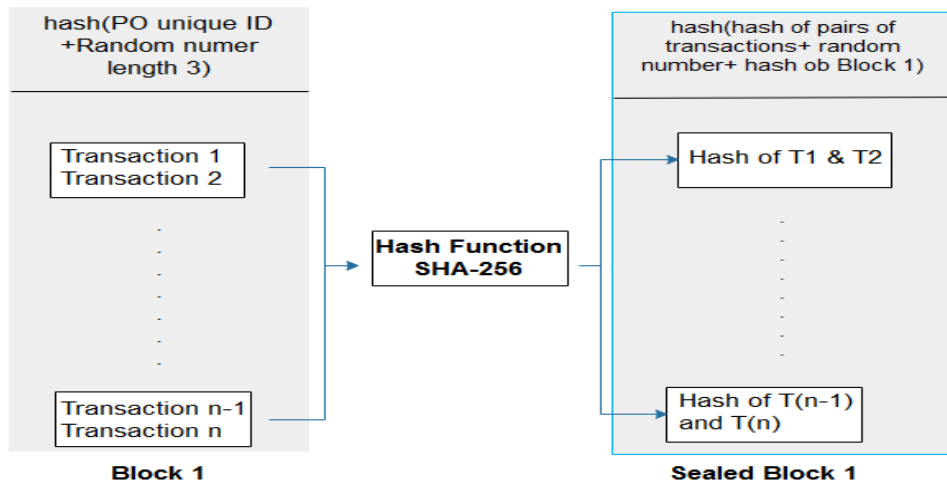 hash(PO unique ID
+Random numer
length 3)
Transaction 1
Transaction 2
Transaction n-1
Transaction n
Block 1
Hash Function
SHA-256
hash(hash of pairs of
transactions+ random
number+ hash ob Block 1)
Hash of T1 & T2
Hash of T(n-1)
and T(n)
Sealed Block 1